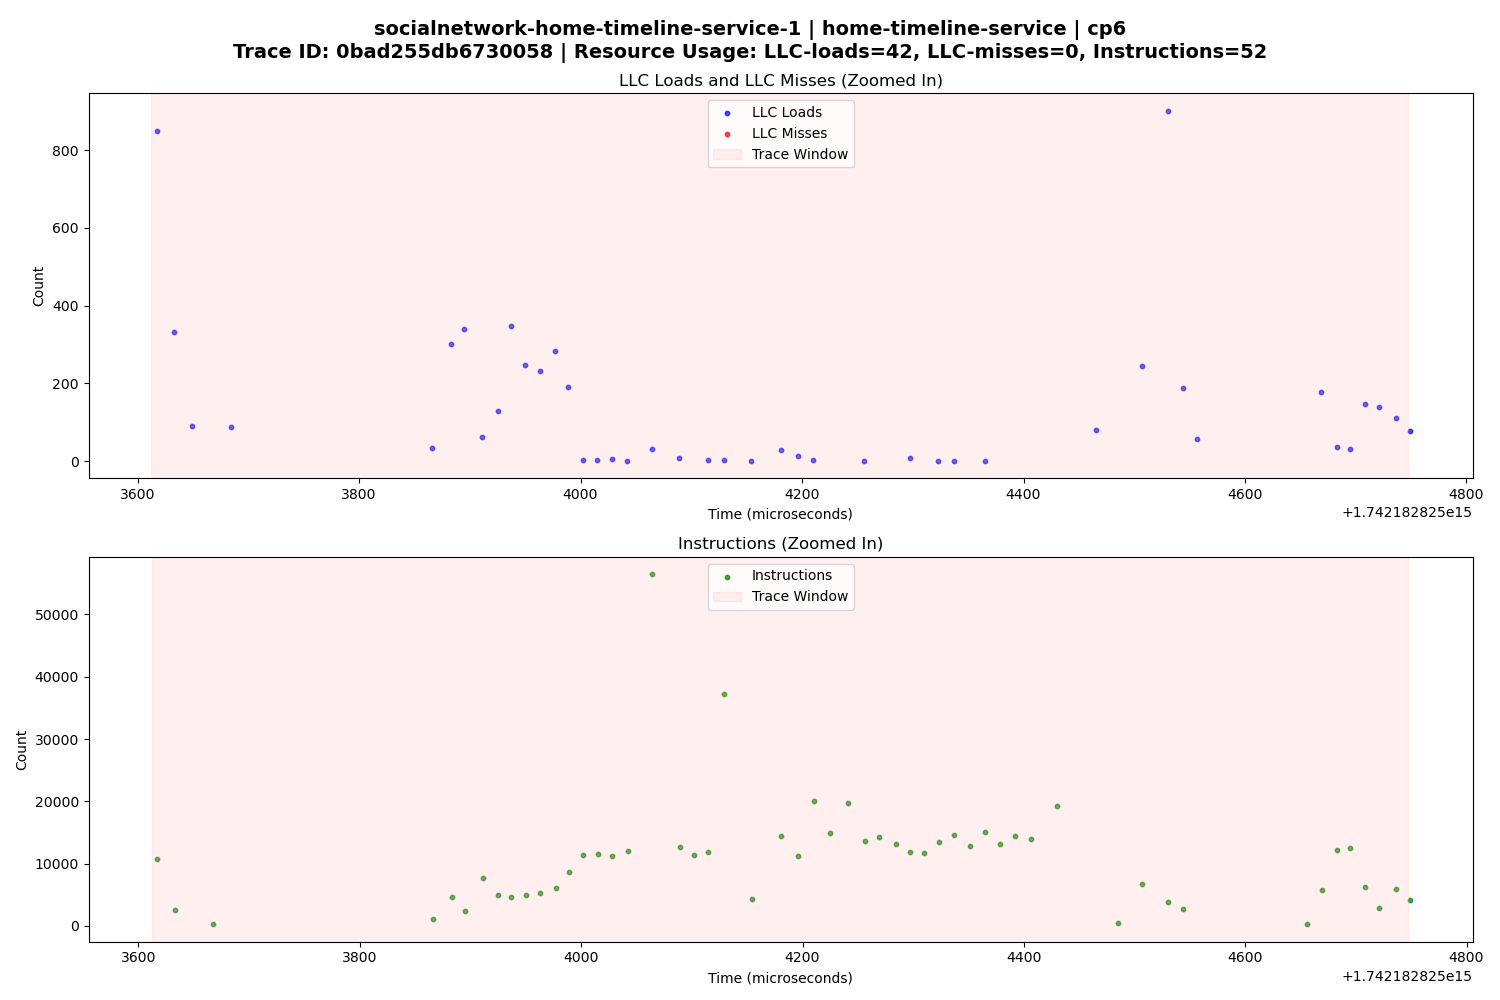 socialnetwork-home-timeline-service-1 | home-timeline-service | cp6
Trace ID: 0bad255db6730058 | Resource Usage: LLC-loads=42, LLC-misses=0, Instructions=52
LLC Loads and LLC Misses (Zoomed In)
LLC Loads
LLC Misses
Trace Window
Count
800
600
400
200
0
3600 3800 4000 4200 4400 4600 4800
Time (microseconds)
+1.742182825e15
Instructions (Zoomed In)
Instructions
Trace Window
Count
50000
40000
30000
20000
10000
0
3600 3800 4000 4200 4400 4600 4800
Time (microseconds)
+1.742182825e15